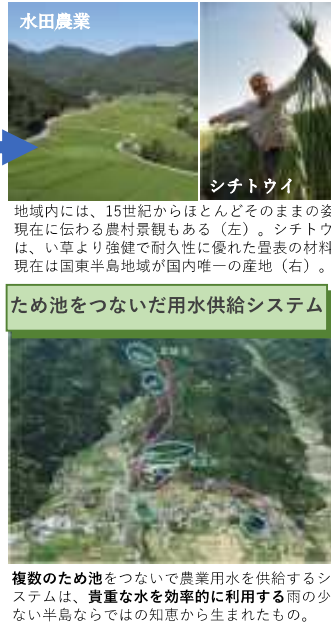 水田農業
シチトウイ
地域内には、15世紀からほとんどそのままの姿
現在に伝わる農村景観もある（左）。シチトウ
は、い草より強健で耐久性に優れた畳表の材料
現在は国東半島地域が国内唯一の産地（右）。
ため池をつないだ用水供給システム
複数のため池をつないで農業用水を供給するシ
ステムは、貴重な水を効率的に利用する雨の少
ない半島ならではの知恵から生まれたもの。